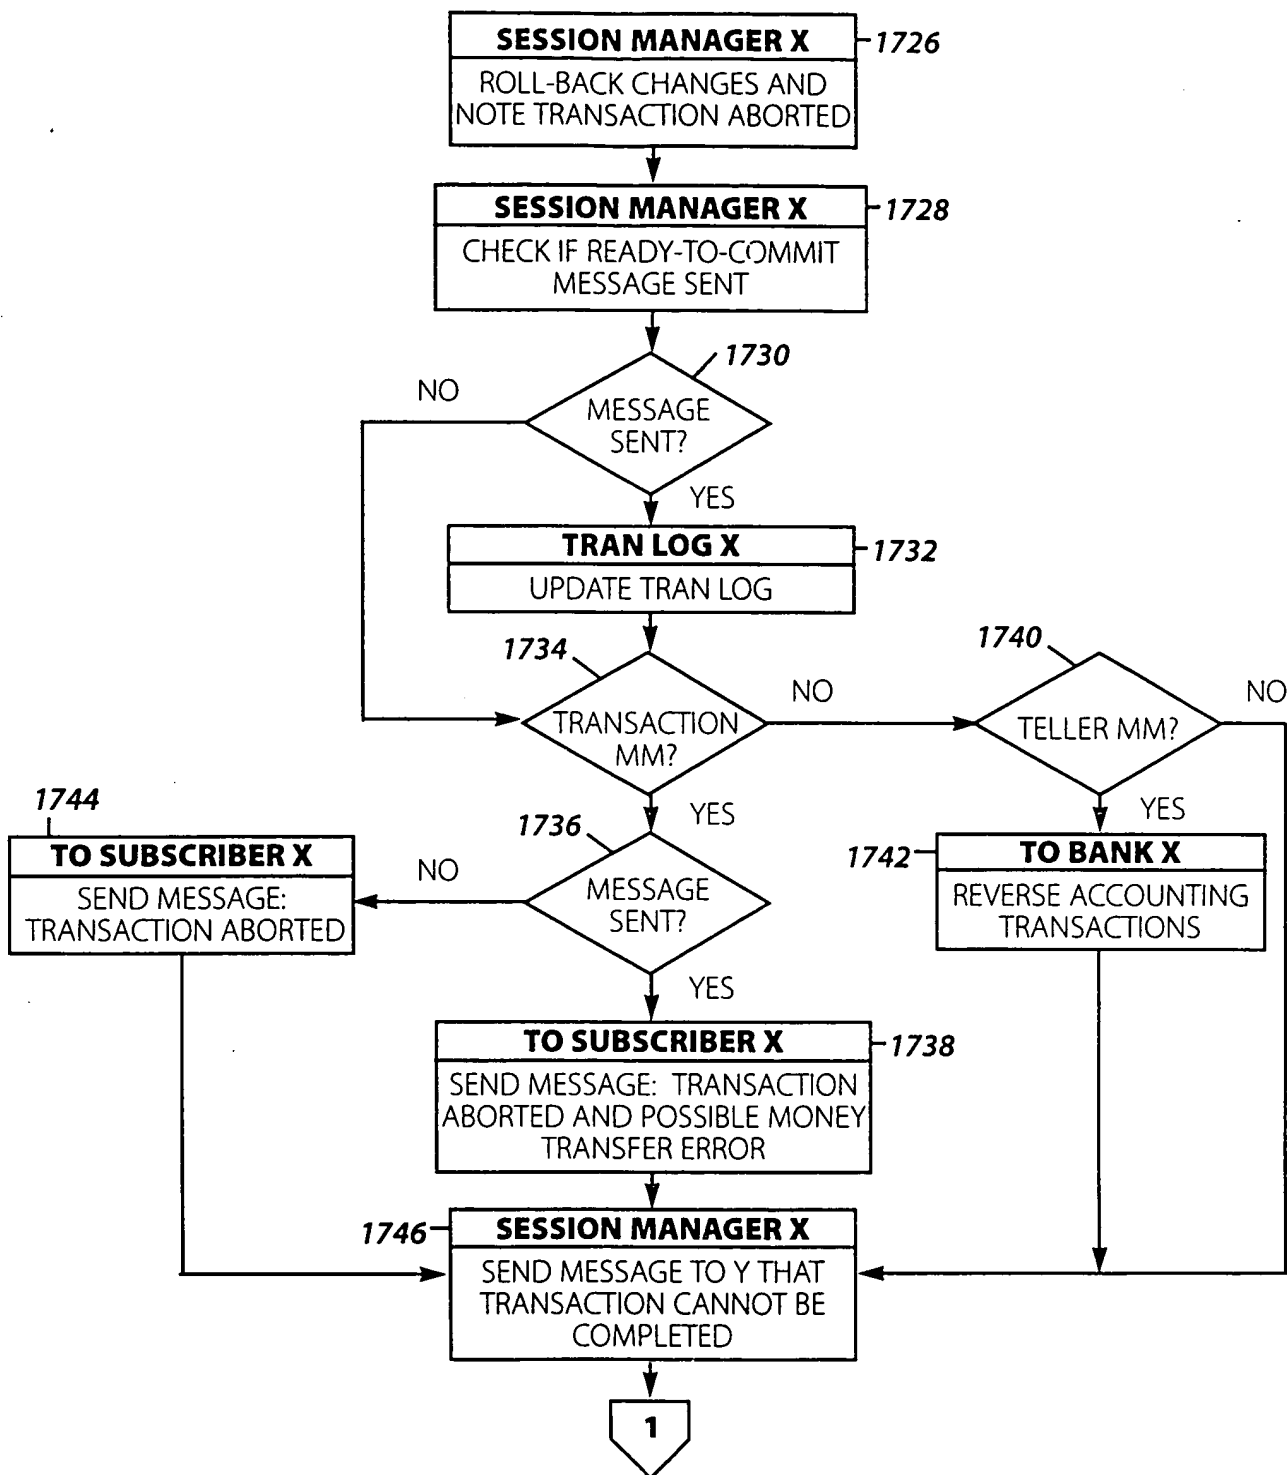 SESSION MANAGER X
1726
ROLL-BACK CHANGES AND
NOTE TRANSACTION ABORTED
SESSION MANAGER X
1728
CHECK IF READY-TO-COMMIT
MESSAGE SENT
1730
NO
MESSAGE
SENT?
YES
TRAN LOG X
1732
UPDATE TRAN LOG
1734
TRANSACTION
MM?
NO
1740
TELLER MM?
NO
YES
YES
1744
TO SUBSCRIBER X
SEND MESSAGE:
TRANSACTION ABORTED
NO
1736
MESSAGE
SENT?
YES
1742
TO BANK X
REVERSE ACCOUNTING
TRANSACTIONS
TO SUBSCRIBER X
1738
SEND MESSAGE: TRANSACTION
ABORTED AND POSSIBLE MONEY
TRANSFER ERROR
1746
SESSION MANAGER X
SEND MESSAGE TO Y THAT
TRANSACTION CANNOT BE
COMPLETED
1